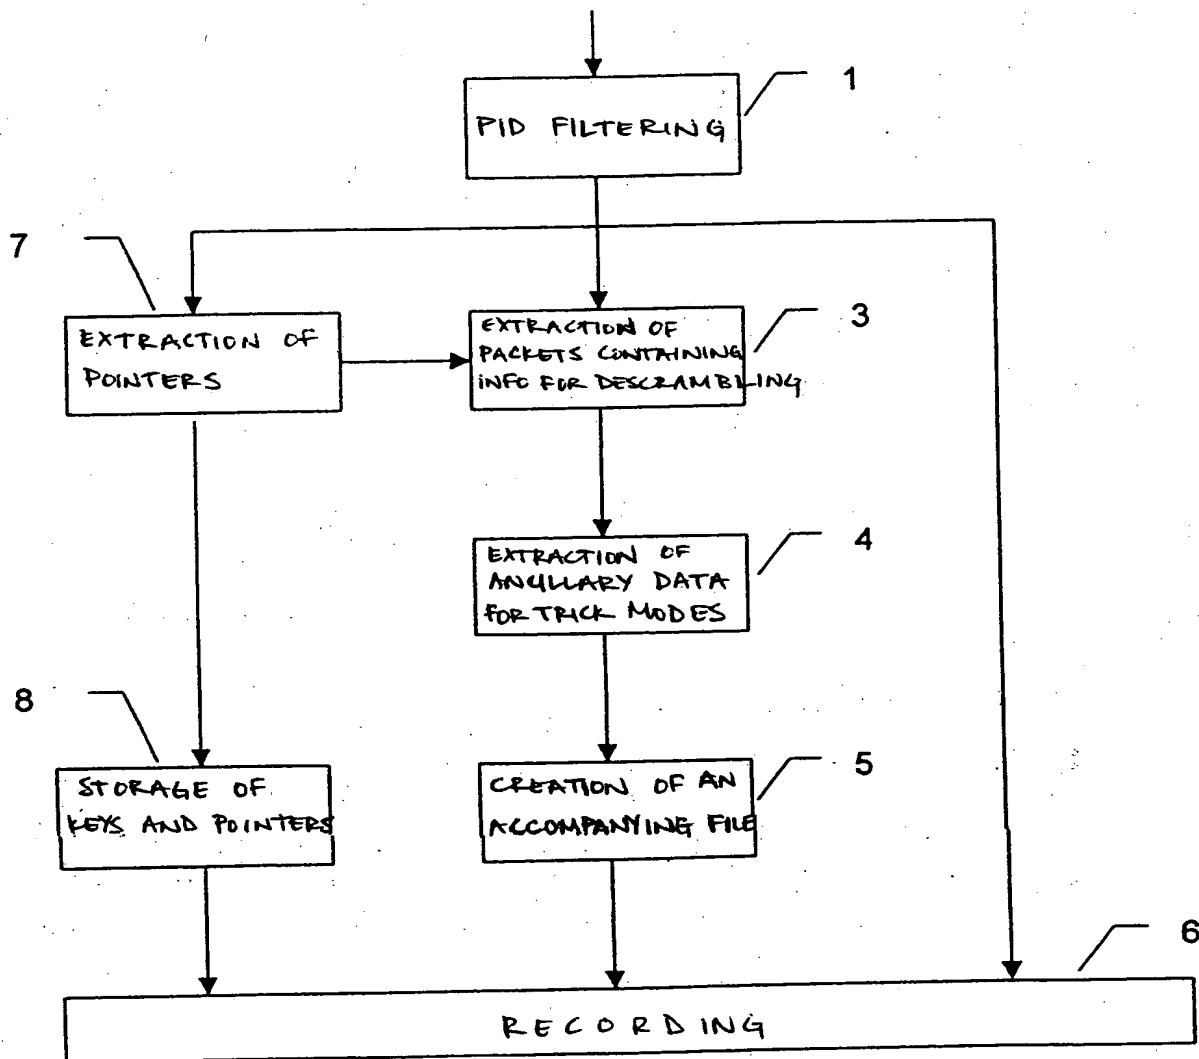 1
PID FILTERING
7
EXTRACTION OF
POINTERS
3
EXTRACTION OF
PACKETS CONTAINING
INFO FOR DESCRAMBLING
4
EXTRACTION OF
ANCILLARY DATA
FOR TRICK MODES
8
STORAGE OF
KEYS AND POINTERS
5
CREATION OF AN
ACCOMPANYING FILE
6
RECORDING